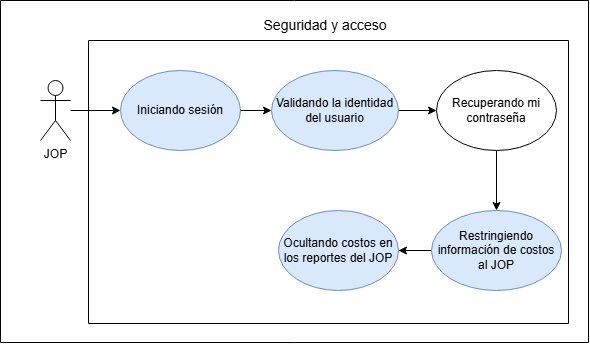 Seguridad y acceso
Iniciando sesión
Validando la identidad
del usuario
Recuperando mi
contraseña
JOP
Ocultando costos en
los reportes del JOP
Restringiendo
información de costos
al JOP